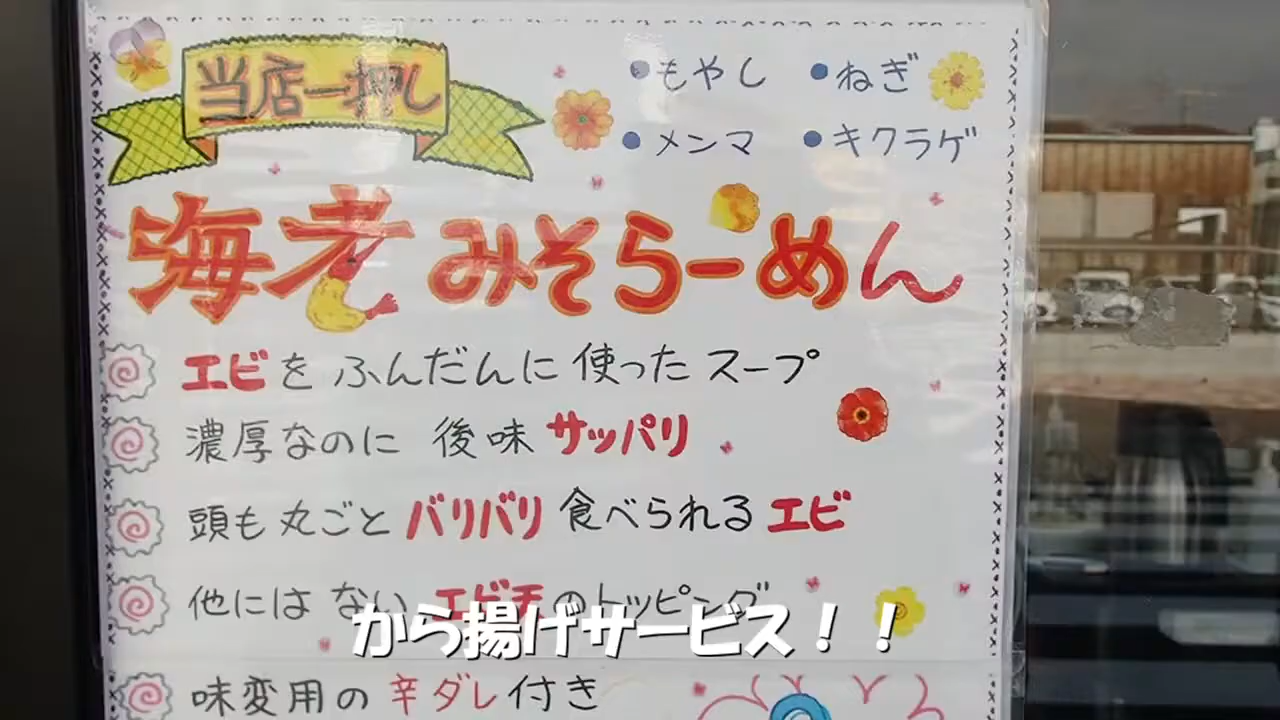 当店一押し
・もやし ・ねぎ
・メンマ ・キクラゲ
海老みそらーめん
エビをふんだんに使ったスープ
濃厚なのに 後味サッパリ
頭も丸ごとバリバリ食べられるエビ
他にはない エビ天のトッピング
から揚げサービス！！
味変用の辛ダレ付き